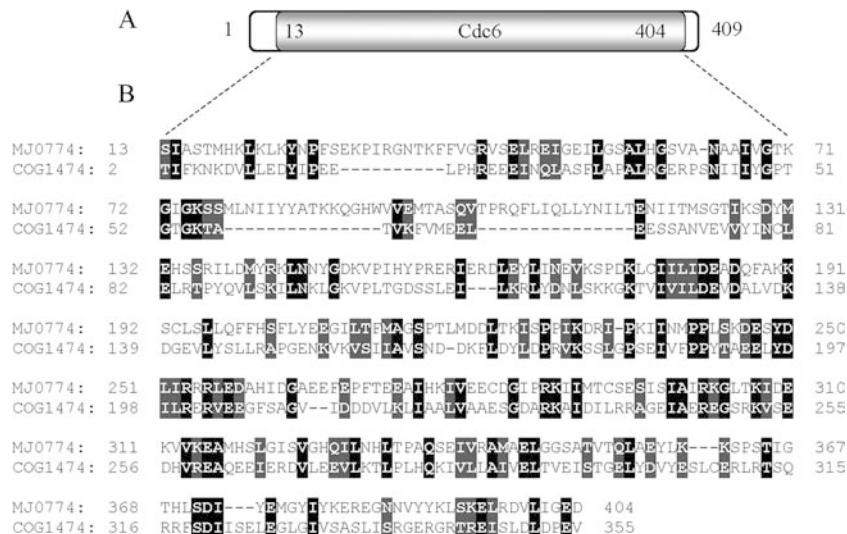 A
1 13 Cdc6 404 409
B
MJ0774: 13 SIASTMHKLKLKYNPFSEKPIRGNTKFFVGRVSELREIGEILGSALHGSVA-NAAIVGTK 71
COG1474: 2 TIFKNKDVLLEDYIPEE-----------LPHREEEINQLASFLAPALRGERPSNIIIYGPT 51
MJ0774: 72 GIGKSSMLNIIYYATKKQGHWVVEMTASQVTPRQFLIQLLYNILTENIITMSGTIKSDYM 131
COG1474: 52 GTGKTA---------------TVKFVMEEL---------------EESSANVEVVYINCL 81
MJ0774: 132 EHSSRILDMYRKLNNYGDKVPIHYPRERIERDLEYLINEVKSPDKLCIILIDEADQFAKK 191
COG1474: 82 ELRTPYQVLSKILNKLGKVPLTGDSSLEI---LKRLYDNLSKKGKTVIVILDEVDALVDK 138
MJ0774: 192 SCLSLLQFFHSFLYEEGILTFMAGSPTLMDDLTKISPPIKDRI-PKIINMPPLSKDESYD 250
COG1474: 139 DGEVLYSLLRAPGENKVKVSIIAVSND-DKFLDYLDPRVKSSLGPSEIVFPPYTAEELYD 197
MJ0774: 251 LIRRRLEDAHIDGAEEFEPFTEEAIHKIVEECDGIPRKIIMTCSESISIAIRKGLTKIDE 310
COG1474: 198 ILRERVEEGFSAGV--IDDDVLKLIAALVAAESGDARKAIDILRRAGEIAEREGSRKVSE 255
MJ0774: 311 KVVKEAMHSLGISVGHQILNHLTPAQSEIVRAMAELGGSATVTQLAEYLK---KSPSTIG 367
COG1474: 256 DHVREAQEEIERDVLEEVLKTLPLHQKIVLLAIVELTVEISTGELYDVYESLCERLRTSQ 315
MJ0774: 368 THLSDI---YEMGYIYKEREGNNVYYKLSKELRDVLIGED 404
COG1474: 316 RRFSDIISELEGLGIVSASLISRGERGRTREISLDLDPEV 355